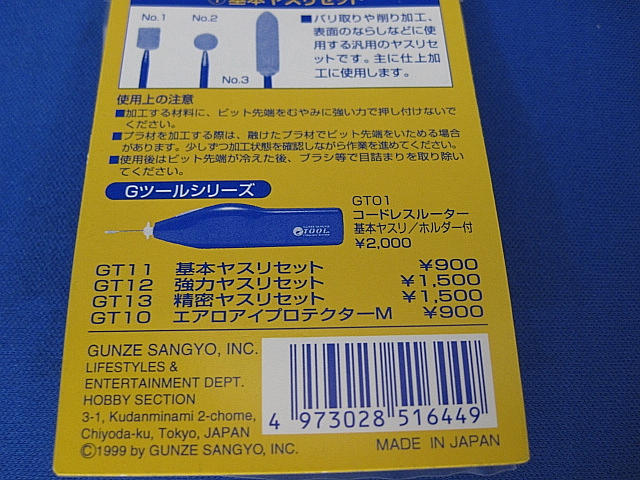 ①基本ヤスリセット
No.1
No.2
No.3
■バリ取りや削り加工、
表面のならしなどに使
用する汎用のヤスリセ
ットです。主に仕上加
工に使用します。
使用上の注意
■加工する材料に、ビット先端をむやみに強い力で押し付けないで
ください。
■プラ材を加工する際は、融けたプラ材でビット先端をいためる場合
があります。少しずつ加工状態を確認しながら作業を進めてください。
■使用後はビット先端が冷えた後、ブラシ等で目詰まりを取り除い
てください。
Gツールシリーズ
TOOL
GT01
コードレスルーター
基本ヤスリ/ホルダー付
¥2,000
GT11 基本ヤスリセット ¥900
GT12 強力ヤスリセット ¥1,500
GT13 精密ヤスリセット ¥1,500
GT10 エアロアイプロテクターM ¥900
GUNZE SANGYO, INC.
LIFESTYLES &
ENTERTAINMENT DEPT.
HOBBY SECTION
3-1, Kudanminami 2-chome,
Chiyoda-ku, Tokyo, JAPAN
©1999 by GUNZE SANGYO, INC.
4 973028 516449
MADE IN JAPAN